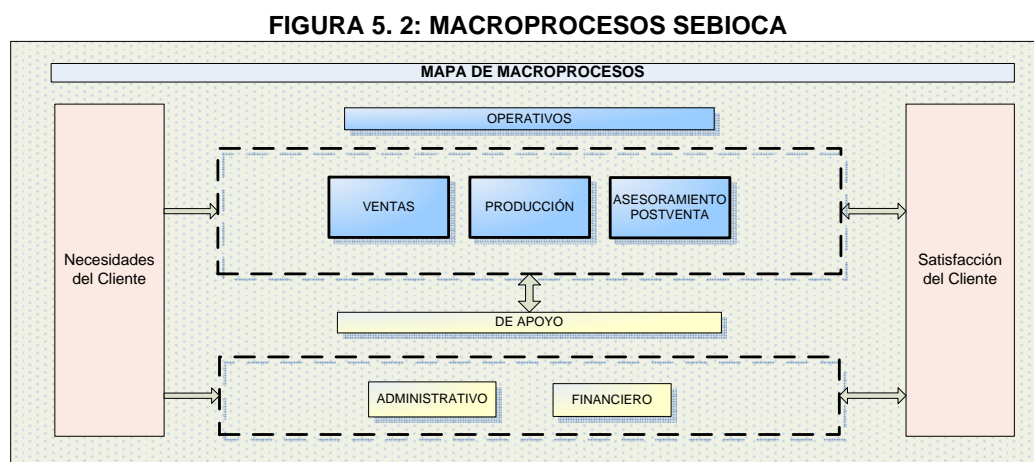 FIGURA 5. 2: MACROPROCESOS SEBIOCA
MAPA DE MACROPROCESOS
OPERATIVOS
VENTAS
PRODUCCIÓN
ASESORAMIENTO
POSTVENTA
Necesidades
del Cliente
Satisfacción
del Cliente
DE APOYO
ADMINISTRATIVO
FINANCIERO